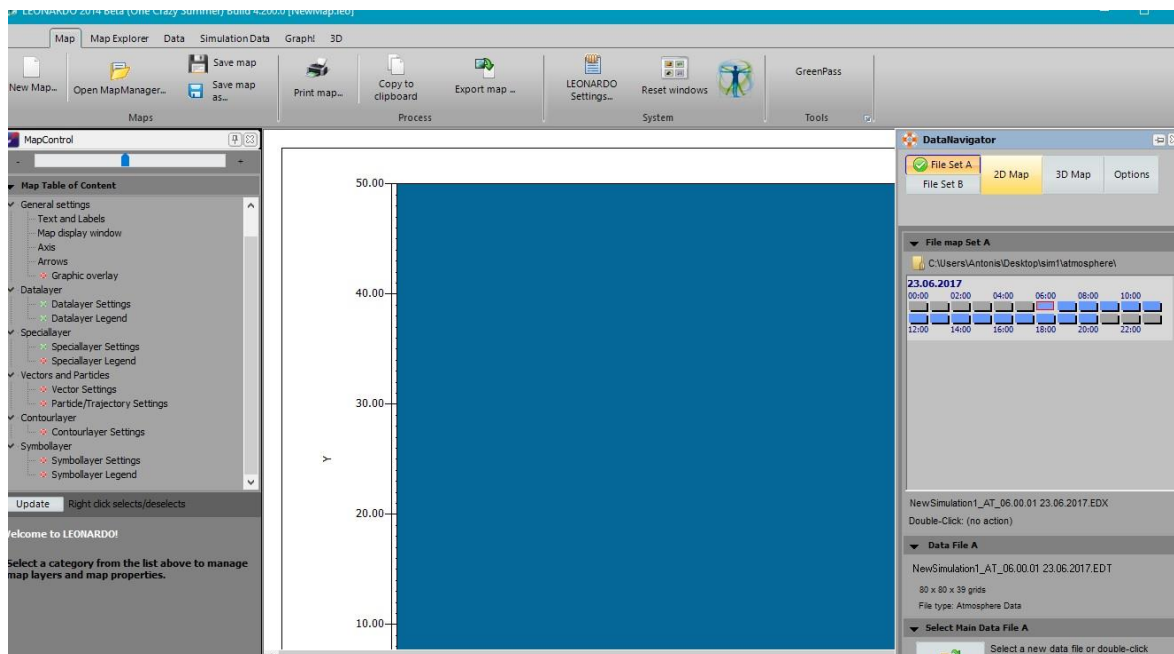 LEONARDO 2014 Beta (One Crazy Summer) Build 4.200.0 [NewMap.leo]
Map Map Explorer Data Simulation Data Graph! 3D
New Map...
Open MapManager...
Save map
Save map as...
Maps
Print map...
Copy to clipboard
Export map ...
Process
LEONARDO Settings...
Reset windows
System
GreenPass
Tools
MapControl
- +
Map Table of Content
General settings
Text and Labels
Map display window
Axis
Arrows
Graphic overlay
Datalayer
Datalayer Settings
Datalayer Legend
Speciallayer
Speciallayer Settings
Speciallayer Legend
Vectors and Particles
Vector Settings
Particle/Trajectory Settings
Contourlayer
Contourlayer Settings
Symbollayer
Symbollayer Settings
Symbollayer Legend
Update Right click selects/deselects
Welcome to LEONARDO!
Select a category from the list above to manage
map layers and map properties.
50.00
40.00
30.00
Y
20.00
10.00
DataNavigator
File Set A
File Set B
2D Map
3D Map
Options
File map Set A
C:\Users\Antonis\Desktop\sim1\atmosphere\
23.06.2017
00:00 02:00 04:00 06:00 08:00 10:00
12:00 14:00 16:00 18:00 20:00 22:00
NewSimulation1_AT_06.00.01 23.06.2017.EDX
Double-Click: (no action)
Data File A
NewSimulation1_AT_06.00.01 23.06.2017.EDT
80 x 80 x 39 grids
File type: Atmosphere Data
Select Main Data File A
Select a new data file or double-click